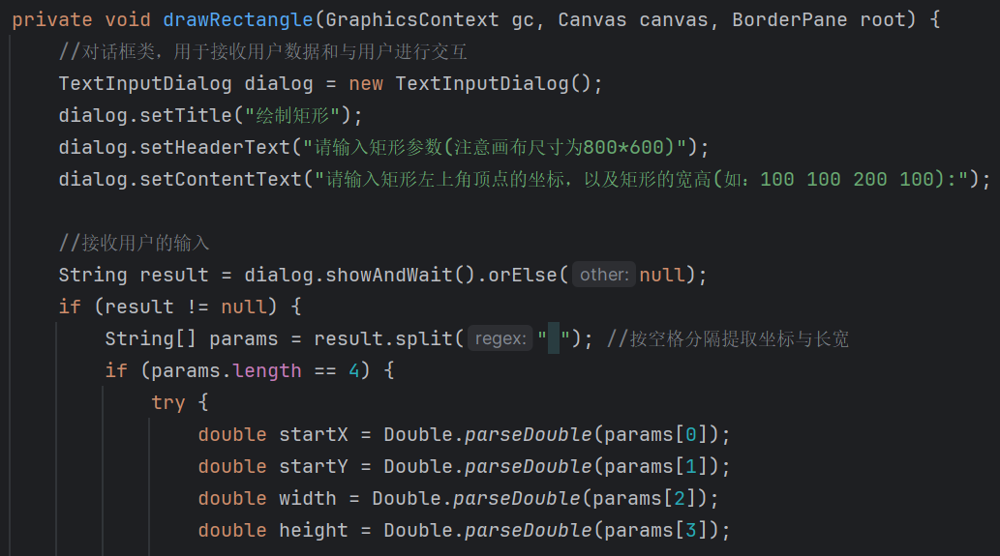 private void drawRectangle(GraphicsContext gc, Canvas canvas, BorderPane root) {
//对话框类，用于接收用户数据和与用户进行交互
TextInputDialog dialog = new TextInputDialog();
dialog.setTitle("绘制矩形");
dialog.setHeaderText("请输入矩形参数(注意画布尺寸为800*600)");
dialog.setContentText("请输入矩形左上角顶点的坐标，以及矩形的宽高(如：100 100 200 100):");
//接收用户的输入
String result = dialog.showAndWait().orElse( other: null);
if (result != null) {
String[] params = result.split( regex: " "); //按空格分隔提取坐标与长宽
if (params.length == 4) {
try {
double startX = Double.parseDouble(params[0]);
double startY = Double.parseDouble(params[1]);
double width = Double.parseDouble(params[2]);
double height = Double.parseDouble(params[3]);